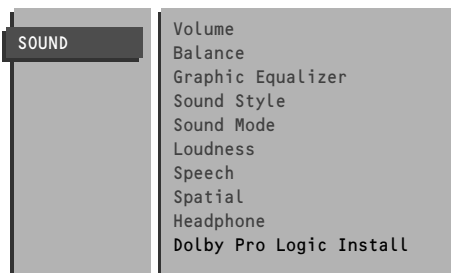 SOUND
Volume
Balance
Graphic Equalizer
Sound Style
Sound Mode
Loudness
Speech
Spatial
Headphone
Dolby Pro Logic Install